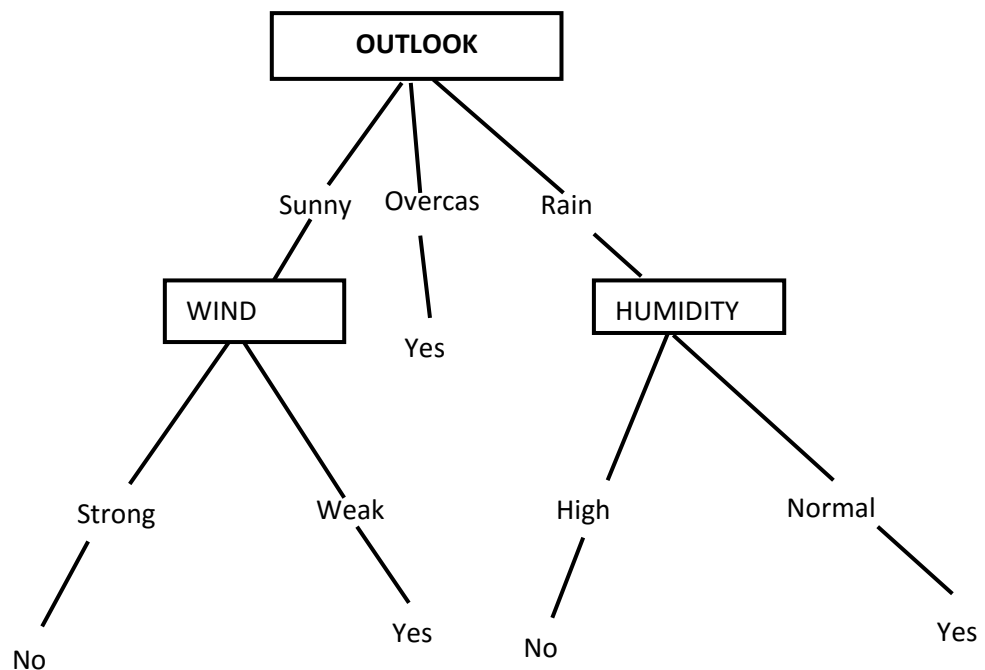 OUTLOOK
Sunny Overcas Rain
WIND HUMIDITY
Yes
Strong Weak High Normal
No Yes No Yes